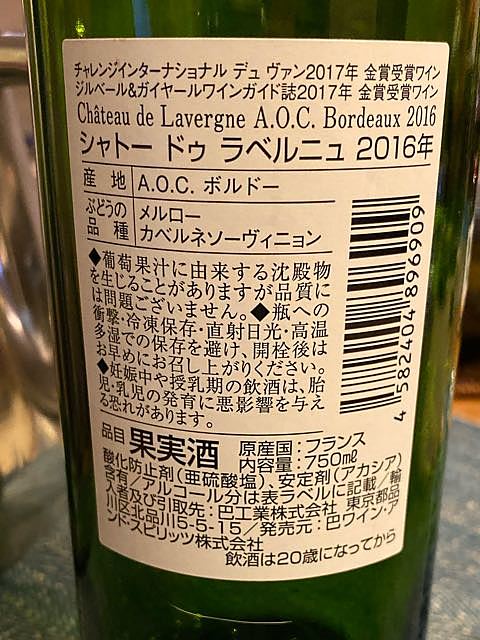 チャレンジインターナショナル デュ ヴァン2017年 金賞受賞ワイン
ジルベール&ガイヤールワインガイド誌2017年 金賞受賞ワイン
Château de Lavergne A.O.C. Bordeaux 2016
シャトー ドゥ ラベルニュ 2016年
産 地 A.O.C. ボルドー
ぶどうの品種 メルロー
カベルネソーヴィニョン
◆葡萄果汁に由来する沈殿物
を生じることがありますが品質に
は問題ございません。◆瓶への
衝撃・冷凍保存・直射日光・高温
多湿での保存を避け、開栓後は
お早めにお召し上がりください。
◆妊娠中や授乳期の飲酒は、胎
児・乳児の発育に悪影響を与え
る恐れがあります。
4 582404 896909
品目 果実酒 原産国:フランス
内容量:750mℓ
酸化防止剤(亜硫酸塩)、安定剤(アカシア)
含有/アルコール分は表ラベルに記載/輸
入者及び引取先:巴工業株式会社 東京都品
川区北品川5-5-15/発売元:巴ワイン・ア
ンド・スピリッツ株式会社
飲酒は20歳になってから